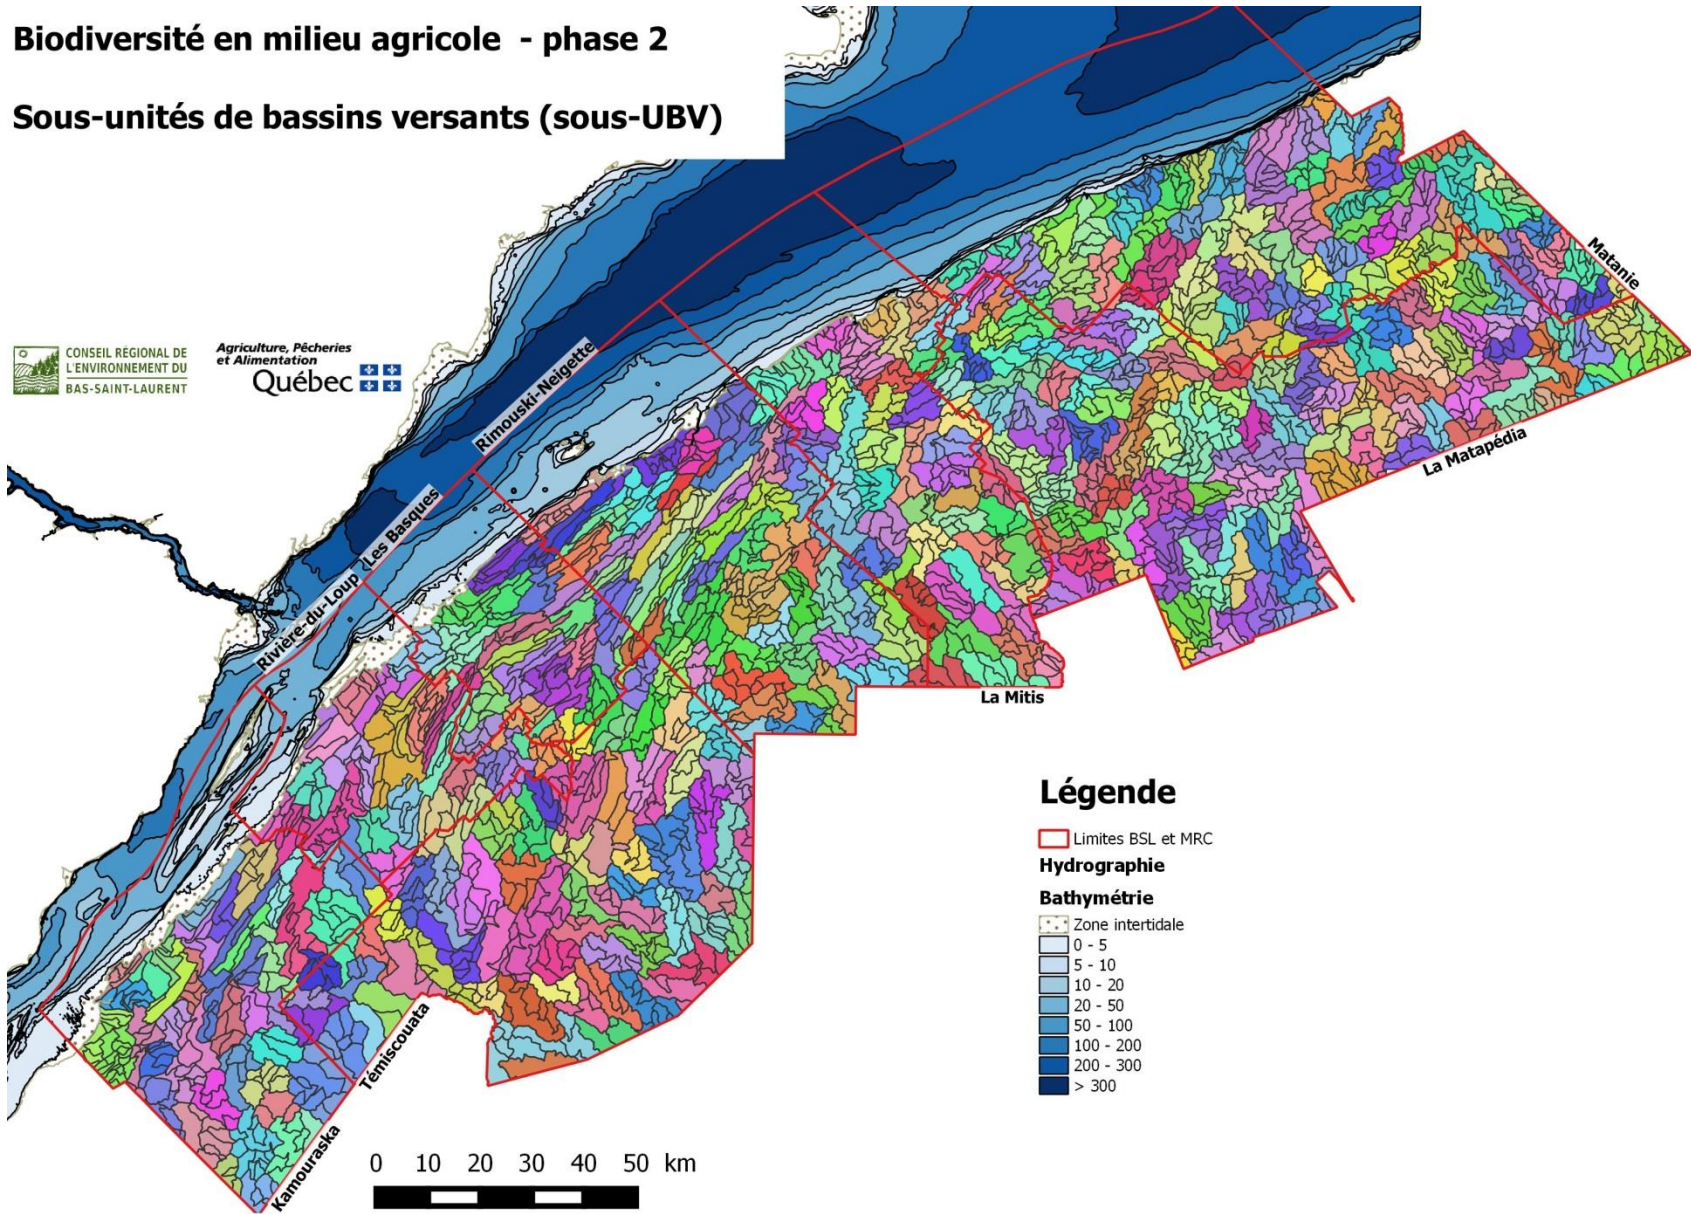 Biodiversité en milieu agricole - phase 2
Sous-unités de bassins versants (sous-UBV)
CONSEIL RÉGIONAL DE
L'ENVIRONNEMENT DU
BAS-SAINT-LAURENT
Agriculture, Pêcheries
et Alimentation
Québec
Rimouski-Neigette
Les Basques
Rivière-du-Loup
Matanie
La Matapédia
La Mitis
Témiscouata
Kamouraska
Légende
Limites BSL et MRC
Hydrographie
Bathymétrie
Zone intertidale
0 - 5
5 - 10
10 - 20
20 - 50
50 - 100
100 - 200
200 - 300
> 300
0 10 20 30 40 50 km